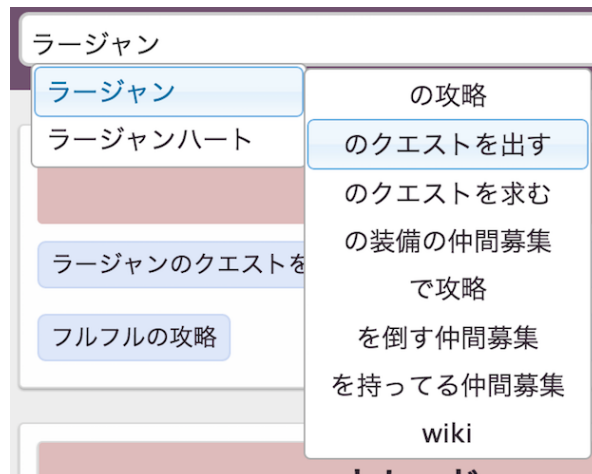 ラージャン
ラージャン
ラージャンハート
の攻略
のクエストを出す
のクエストを求む
の装備の仲間募集
で攻略
を倒す仲間募集
を持ってる仲間募集
wiki
ラージャンのクエストを
フルフルの攻略